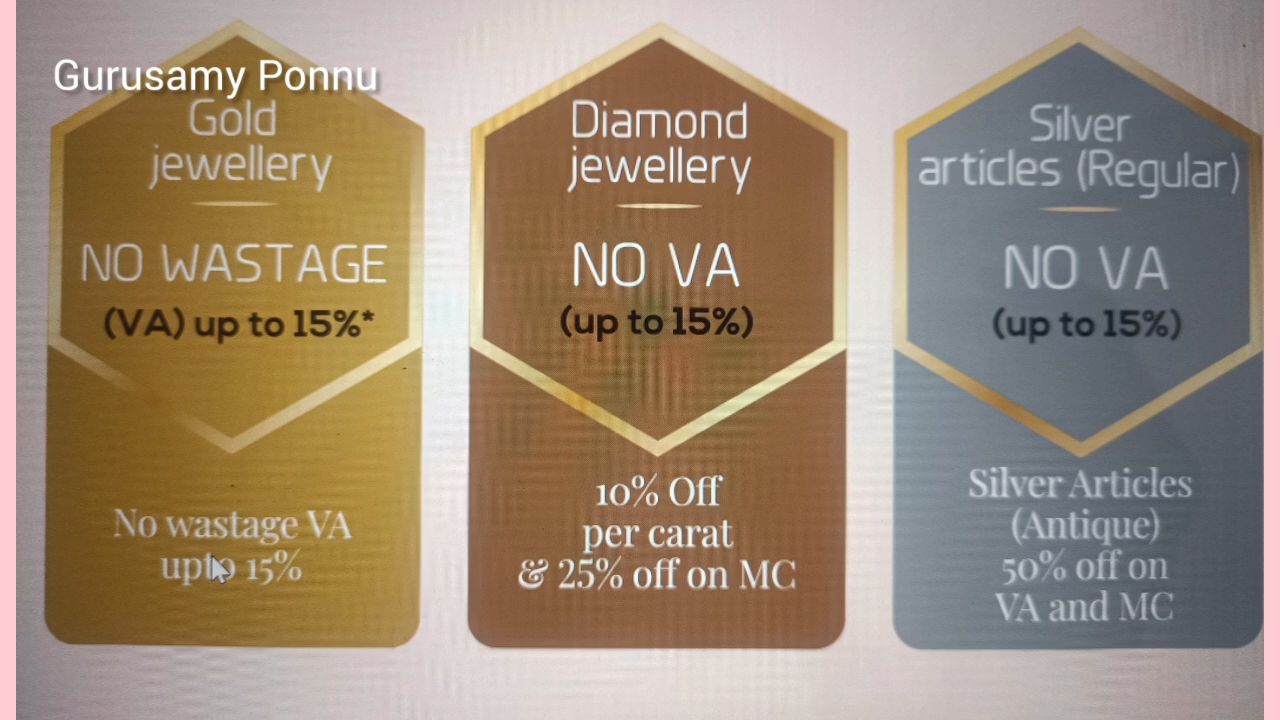 Gurusamy Ponnu
Gold
jewellery
NO WASTAGE
(VA) up to 15%*
No wastage VA
upto 15%
Diamond
jewellery
NO VA
(up to 15%)
10% Off
per carat
& 25% off on MC
Silver
articles (Regular)
NO VA
(up to 15%)
Silver Articles
(Antique)
50% off on
VA and MC